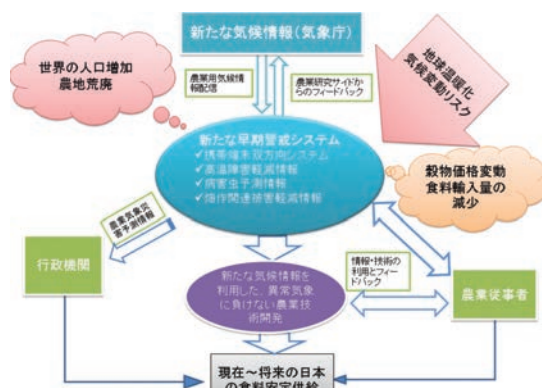 新たな気候情報(気象庁)
世界の人口増加
農地荒廃
農業用気候情
報配信
農業研究サイドか
らのフィードバック
地球温暖化
気候変動リスク
新たな早期警戒システム
✓携帯端末双方向システム
✓高温障害軽減情報
✓病害虫予測情報
✓畑作関連被害軽減情報
穀物価格変動
食料輸入量の
減少
農業気象災
害予測情報
行政機関
新たな気候情報を
利用した、異常気象
に負けない農業技
術開発
情報・技術の
利用とフィー
ドバック
農業従事者
現在～将来の日本
の食料安定供給